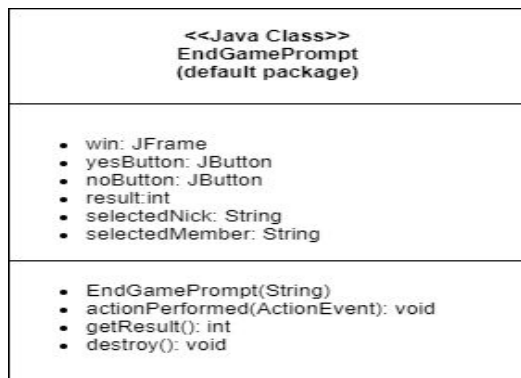 <<Java Class>>
EndGamePrompt
(default package)
• win: JFrame
• yesButton: JButton
• noButton: JButton
• result:int
• selectedNick: String
• selectedMember: String
• EndGamePrompt(String)
• actionPerformed(ActionEvent): void
• getResult(): int
• destroy(): void